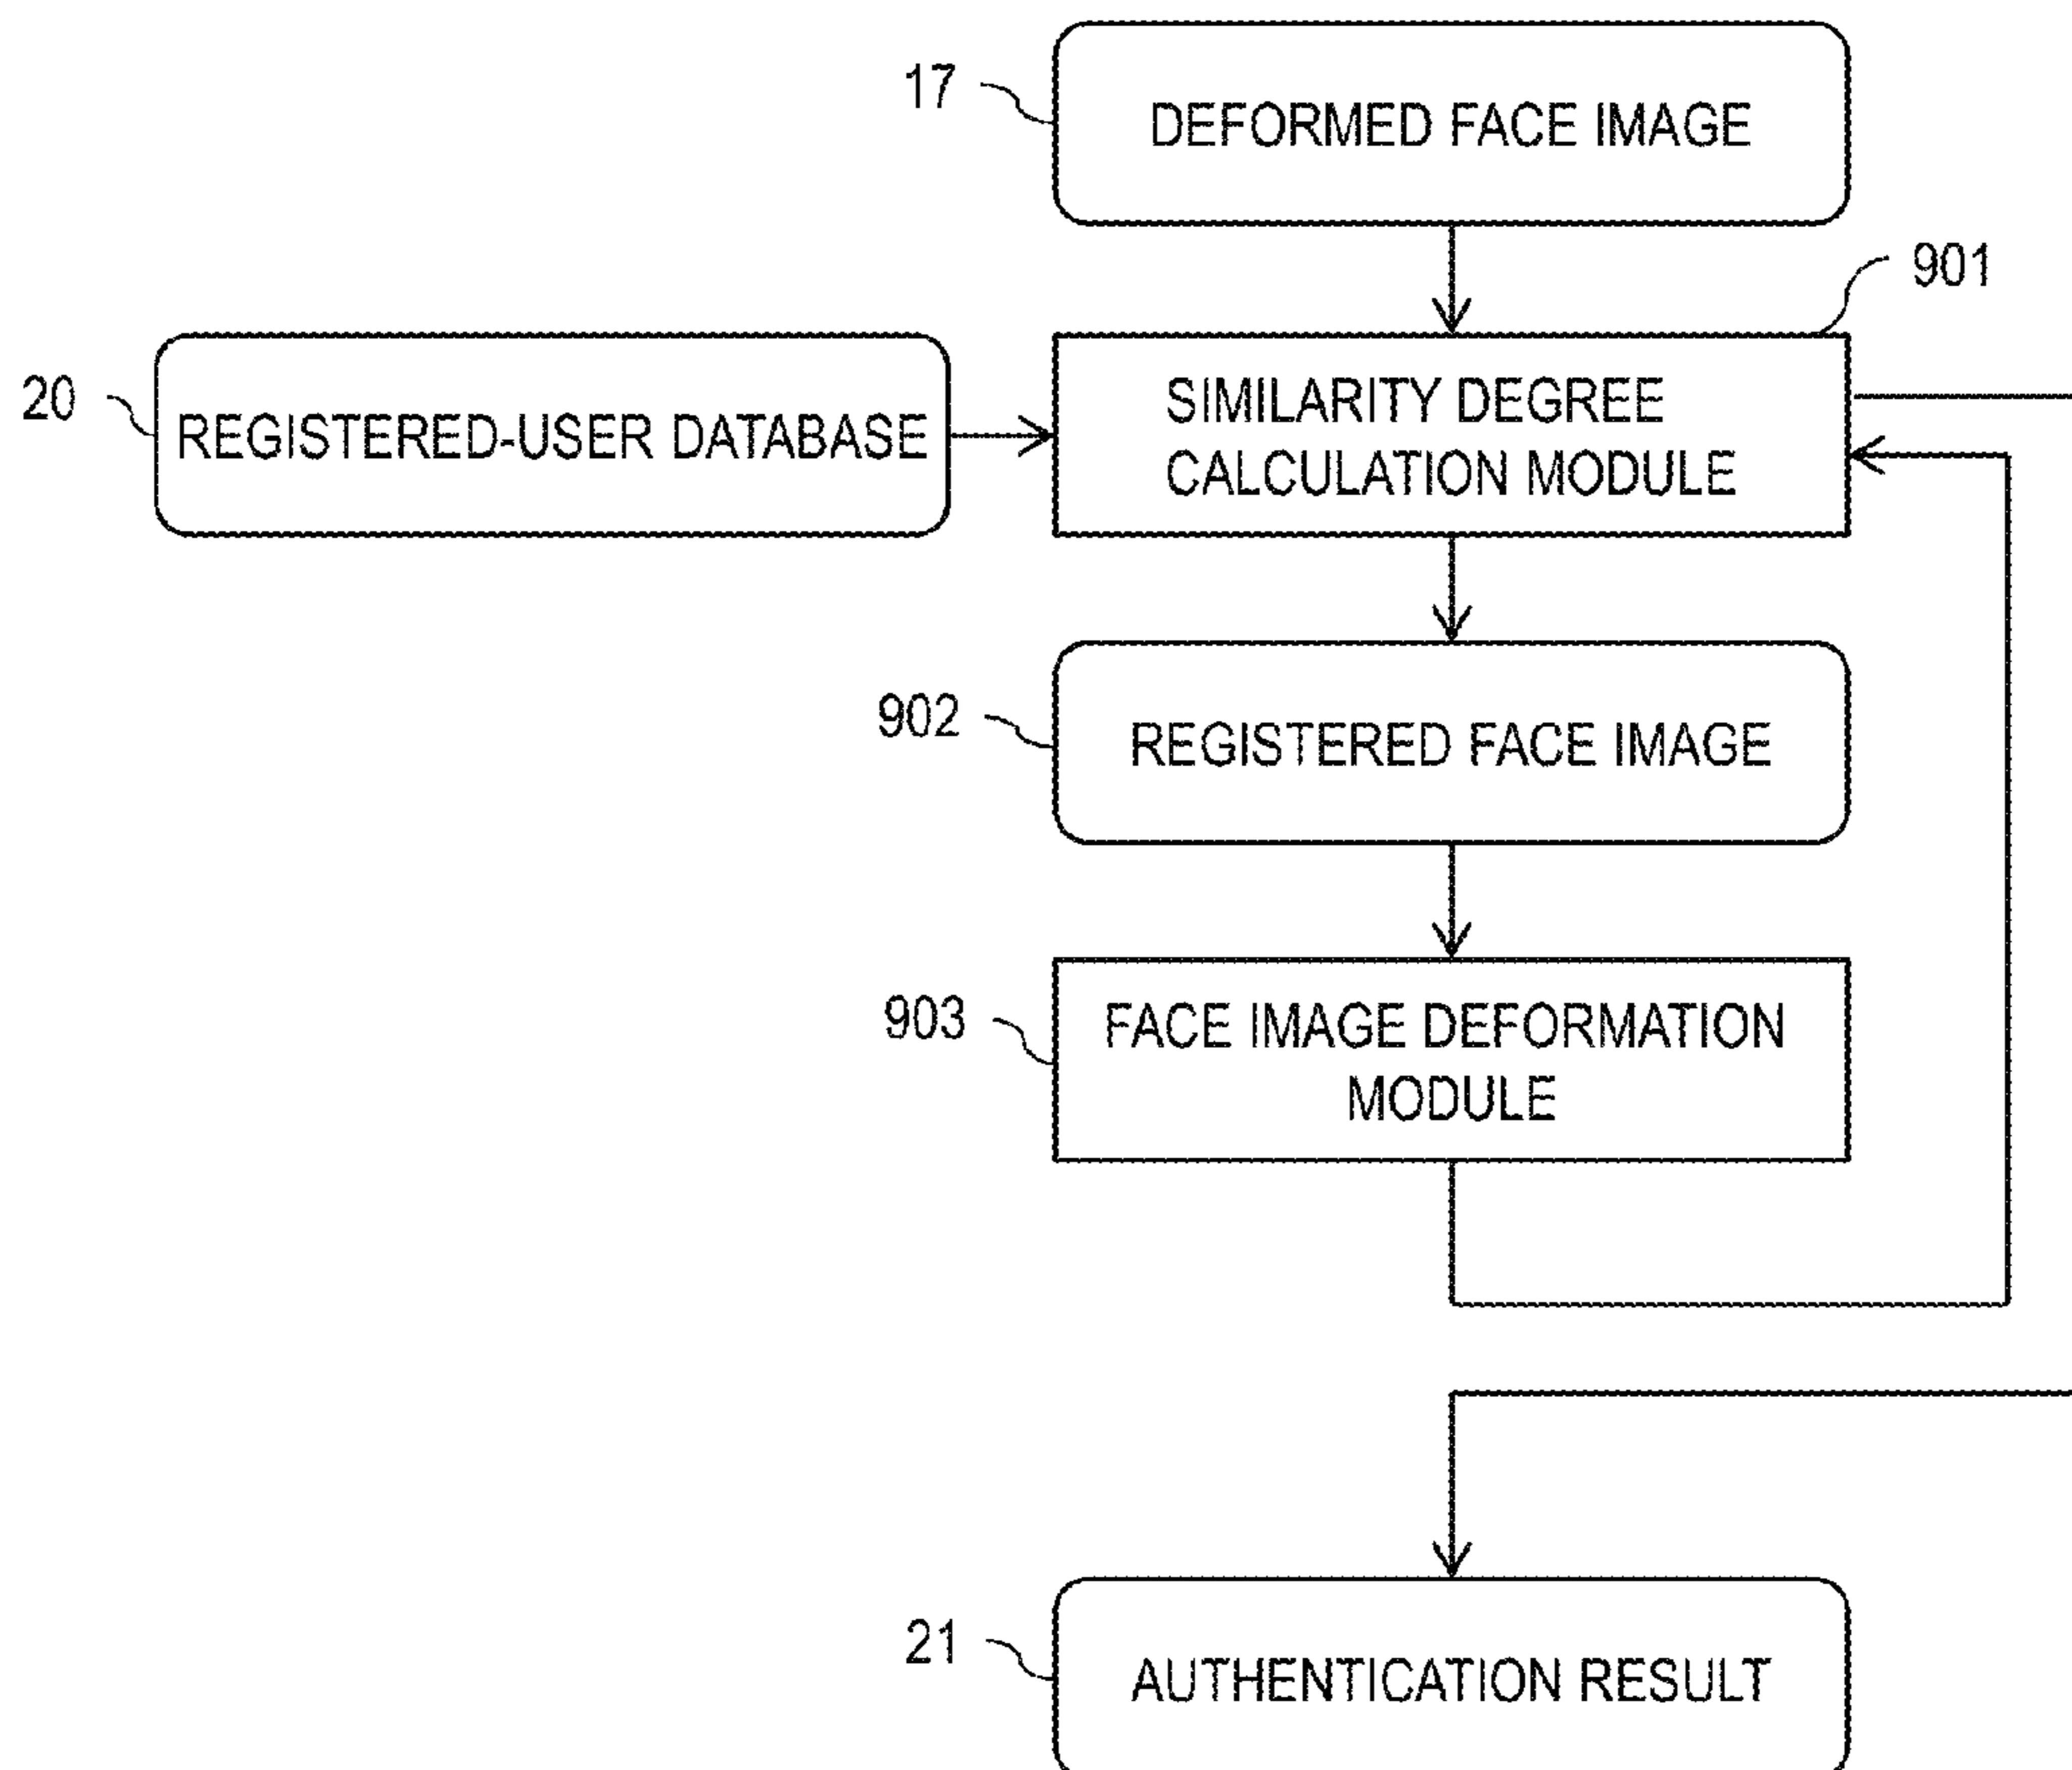 17
DEFORMED FACE IMAGE
901
20
REGISTERED-USER DATABASE
SIMILARITY DEGREE
CALCULATION MODULE
902
REGISTERED FACE IMAGE
903
FACE IMAGE DEFORMATION
MODULE
21
AUTHENTICATION RESULT